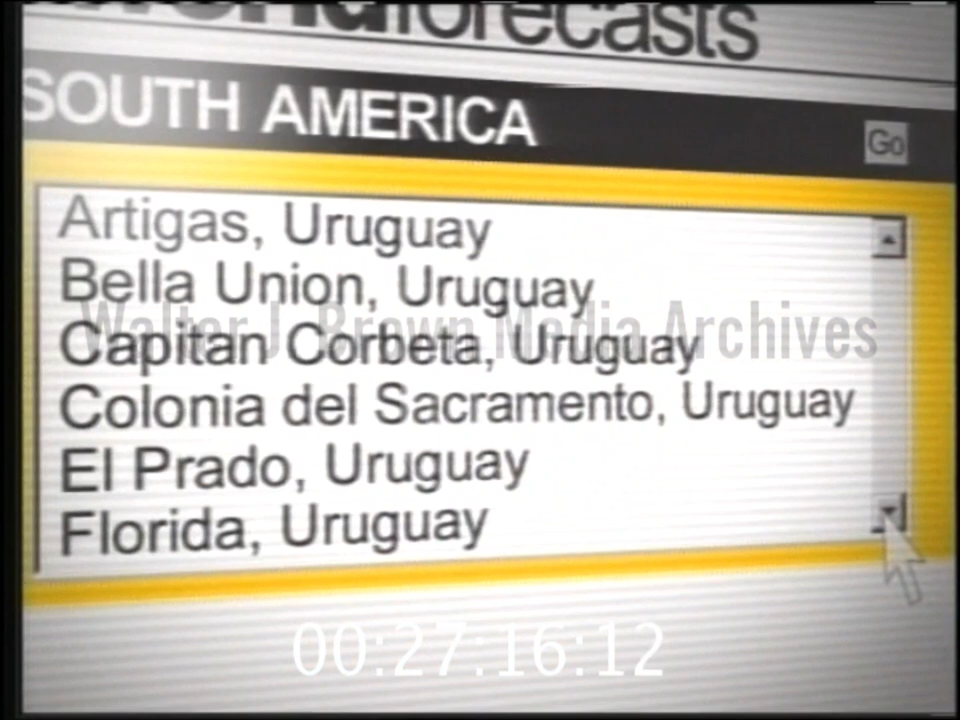 forecasts
SOUTH AMERICA
Go
Artigas, Uruguay
Bella Union, Uruguay
Walter J. Brown Media Archives
Capitan Corbeta, Uruguay
Colonia del Sacramento, Uruguay
El Prado, Uruguay
Florida, Uruguay
00:27:16:12